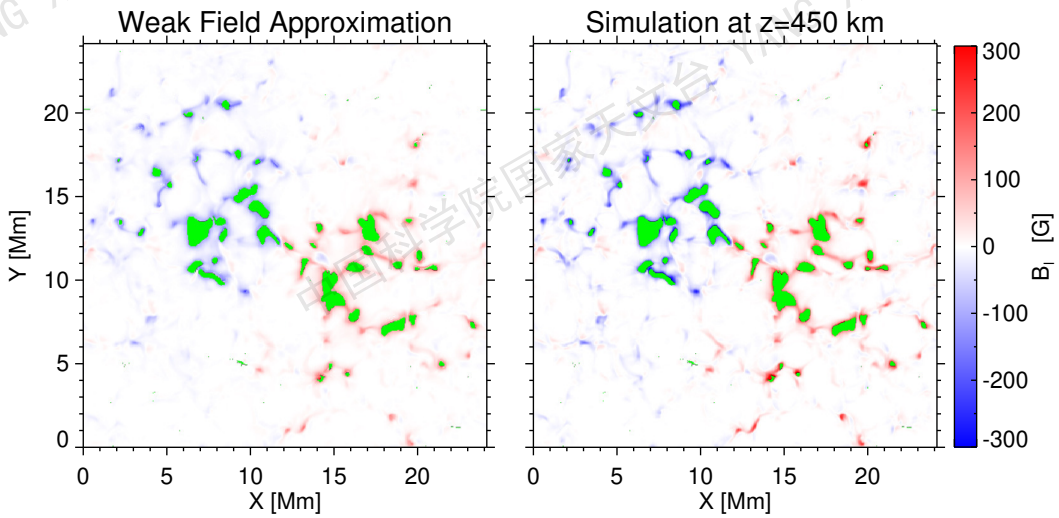 Weak Field Approximation
Simulation at z=450 km
Y [Mm]
20
15
10
5
0
0 5 10 15 20
X [Mm]
0 5 10 15 20
X [Mm]
300
200
100
0
-100
-200
-300
B_l [G]
中国科学院国家天文台 YANG
NG